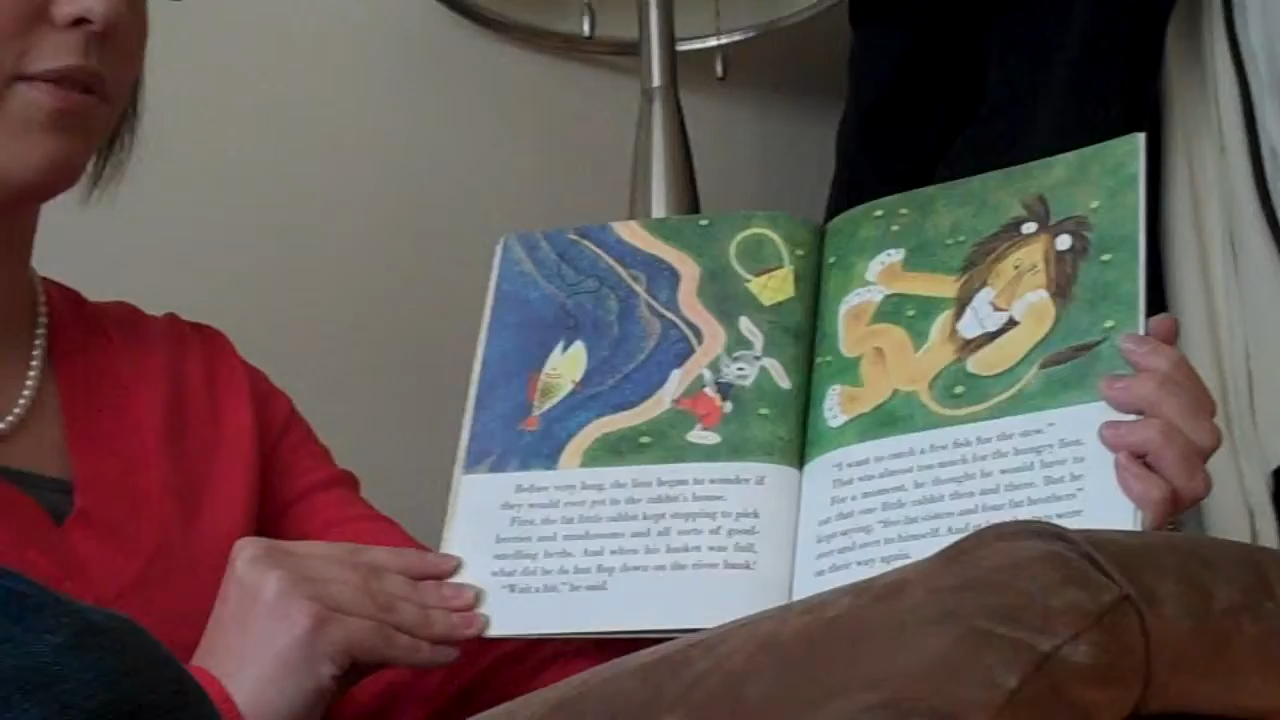 Before very long, the lion began to wonder if
they would ever get to the rabbit's house.
First, the fat little rabbit kept stopping to pick
berries and mushrooms and all sorts of good-
smelling herbs. And when his basket was full,
what did he do but flop down on the river bank!
"Wait a bit," he said.
"I want to catch a few fish for the stew."
That was almost too much for the hungry lion.
For a moment, he thought he would have to
eat that one little rabbit then and there. But he
kept saying, "five fat sisters and four fat brothers"
over and over to himself. And were
on their way again.